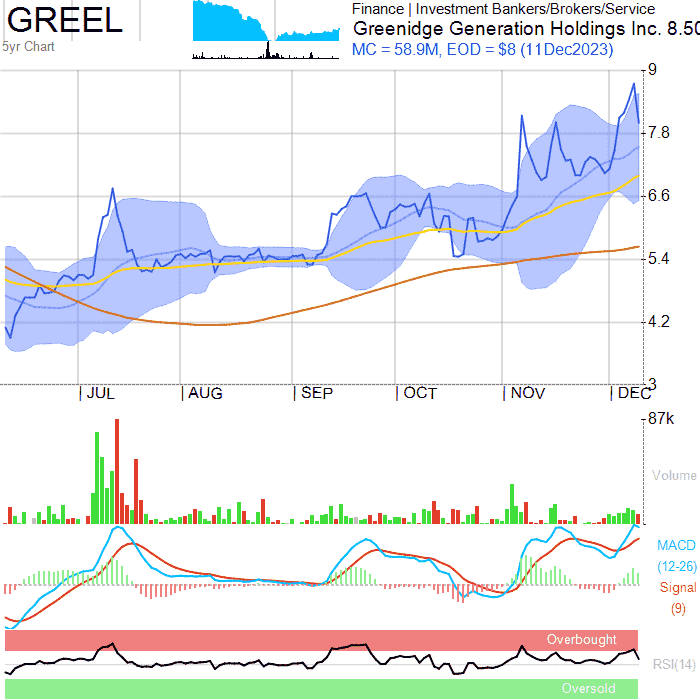 GREEL
5yr Chart
Finance | Investment Bankers/Brokers/Service
Greenidge Generation Holdings Inc. 8.50
MC = 58.9M, EOD = $8 (11Dec2023)
9
7.8
6.6
5.4
4.2
3
| JUL | AUG | SEP | OCT | NOV | DEC
87k
Volume
MACD
(12-26)
Signal
(9)
Overbought
RSI(14)
Oversold